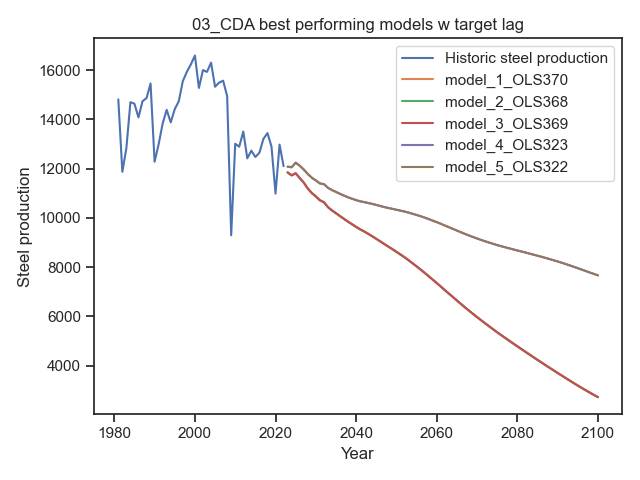 03_CDA best performing models w target lag
Historic steel production
model_1_OLS370
model_2_OLS368
model_3_OLS369
model_4_OLS323
model_5_OLS322
Steel production
16000
14000
12000
10000
8000
6000
4000
1980 2000 2020 2040 2060 2080 2100
Year